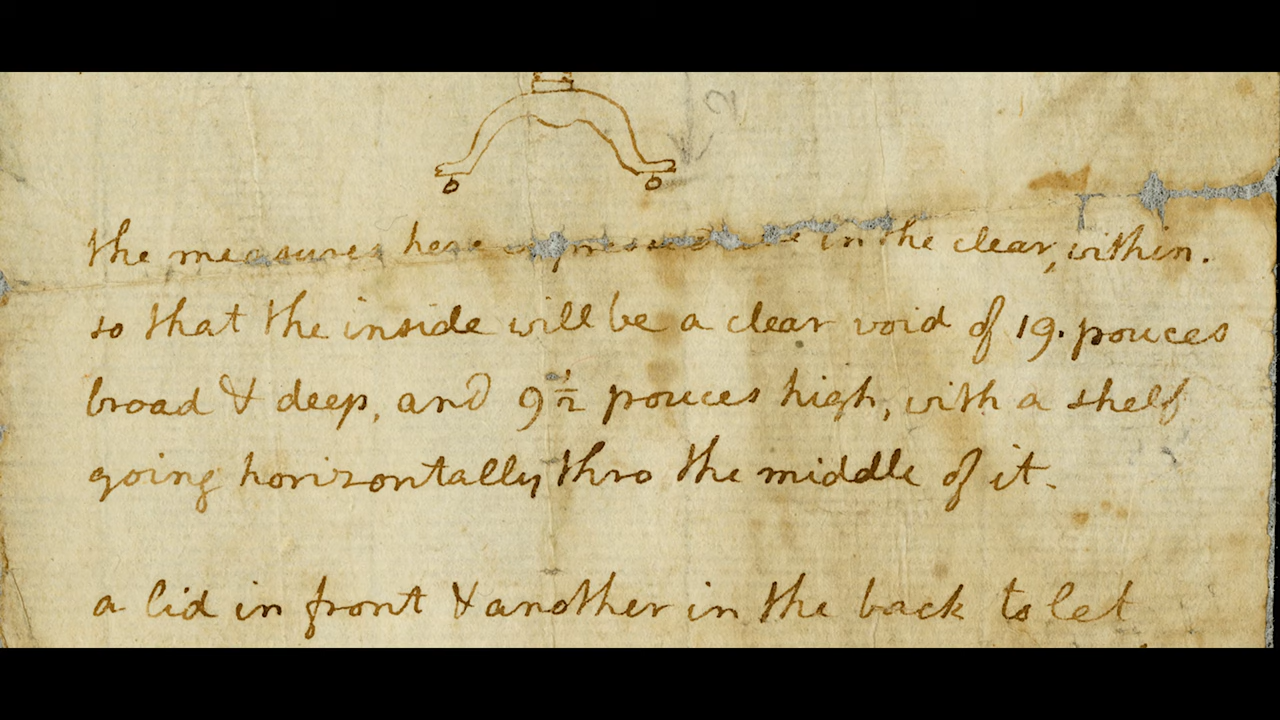 the measures here in the clear, within.
so that the inside will be a clear void of 19. pouces
broad & deep, and 9½ pouces high, with a shelf
going horizontally thro the middle of it.
a lid in front & another in the back to let